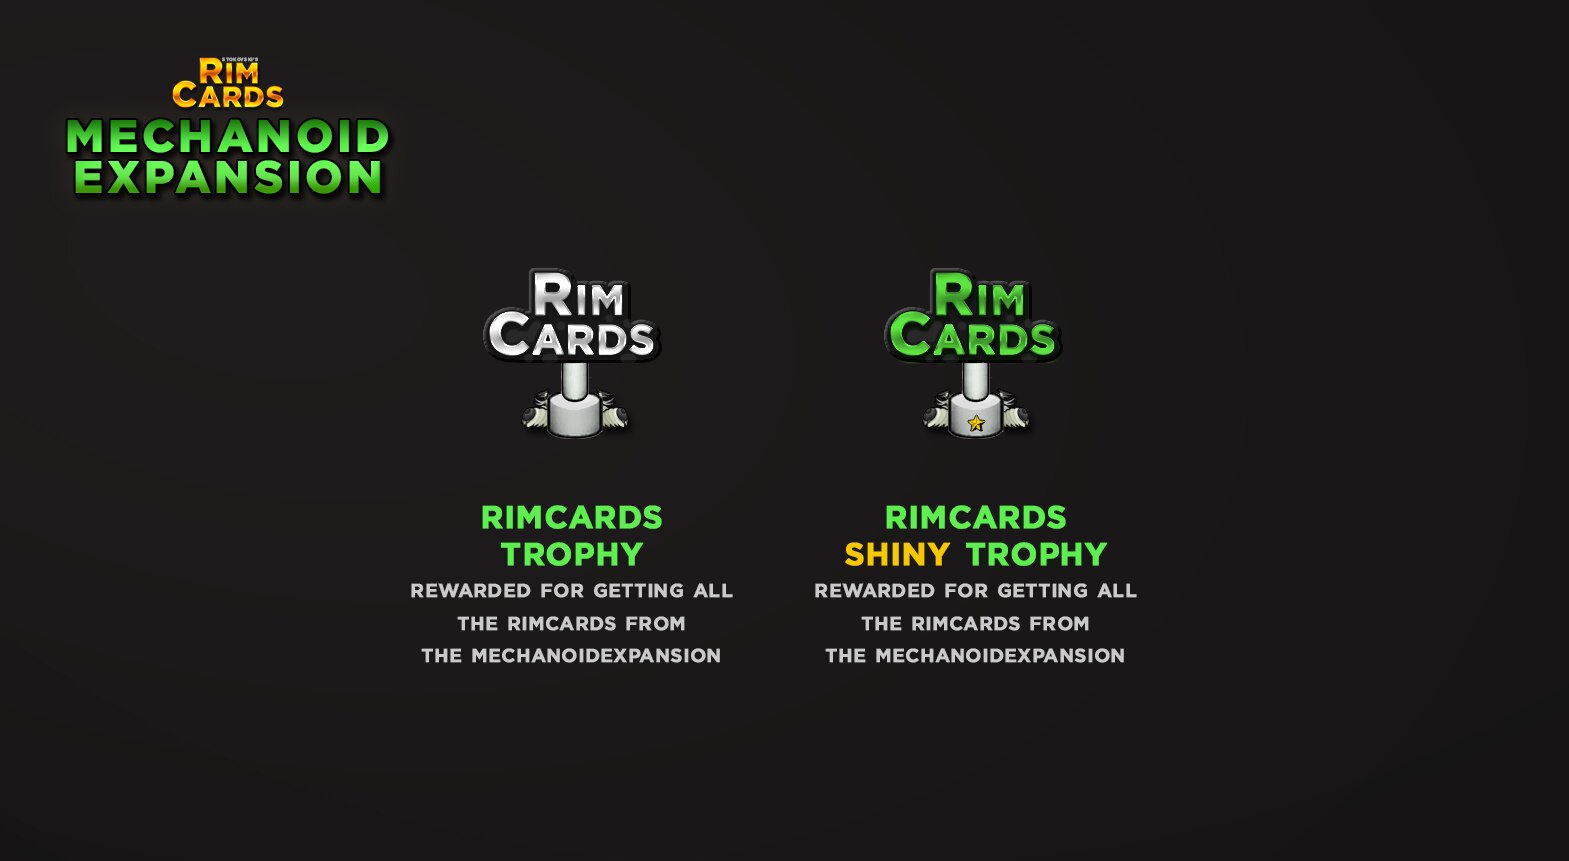 STOKOVSKI'S
RIM
CARDS
MECHANOID
EXPANSION
RIM
CARDS
RIM
CARDS
RIMCARDS
TROPHY
REWARDED FOR GETTING ALL
THE RIMCARDS FROM
THE MECHANOIDEXPANSION
RIMCARDS
SHINY TROPHY
REWARDED FOR GETTING ALL
THE RIMCARDS FROM
THE MECHANOIDEXPANSION